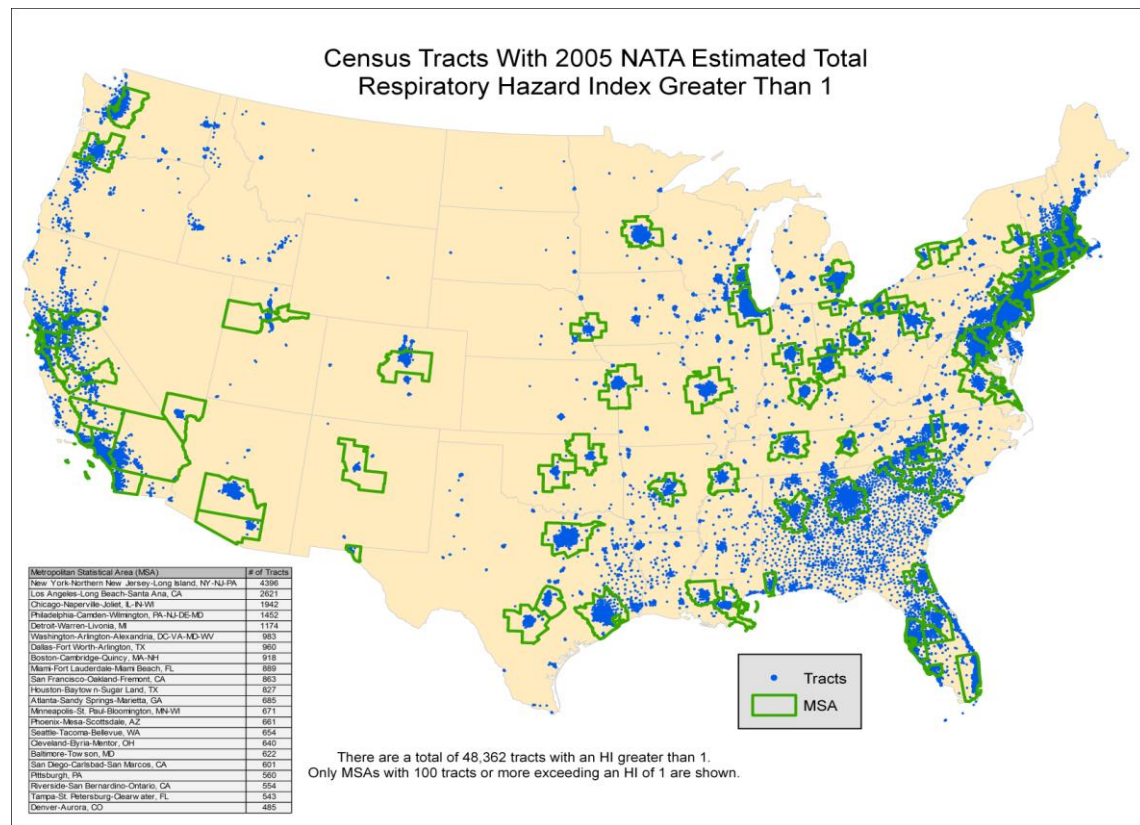 Census Tracts With 2005 NATA Estimated Total
Respiratory Hazard Index Greater Than 1
Metropolitan Statistical Area (MSA) # of Tracts
New York-Northern New Jersey-Long Island, NY-NJ-PA 4396
Los Angeles-Long Beach-Santa Ana, CA 2621
Chicago-Naperville-Joliet, IL-IN-WI 1942
Philadelphia-Camden-Wilmington, PA-NJ-DE-MD 1452
Detroit-Warren-Livonia, MI 1174
Washington-Arlington-Alexandria, DC-VA-MD-WV 983
Dallas-Fort Worth-Arlington, TX 960
Boston-Cambridge-Quincy, MA-NH 918
Miami-Fort Lauderdale-Miami Beach, FL 889
San Francisco-Oakland-Fremont, CA 863
Houston-Baytown-Sugar Land, TX 827
Atlanta-Sandy Springs-Marietta, GA 685
Minneapolis-St. Paul-Bloomington, MN-WI 671
Phoenix-Mesa-Scottsdale, AZ 661
Seattle-Tacoma-Bellevue, WA 654
Cleveland-Elyria-Mentor, OH 640
Baltimore-Towson, MD 622
San Diego-Carlsbad-San Marcos, CA 601
Pittsburgh, PA 560
Riverside-San Bernardino-Ontario, CA 554
Tampa-St. Petersburg-Clearwater, FL 543
Denver-Aurora, CO 485
Tracts
MSA
There are a total of 48,362 tracts with an HI greater than 1.
Only MSAs with 100 tracts or more exceeding an HI of 1 are shown.